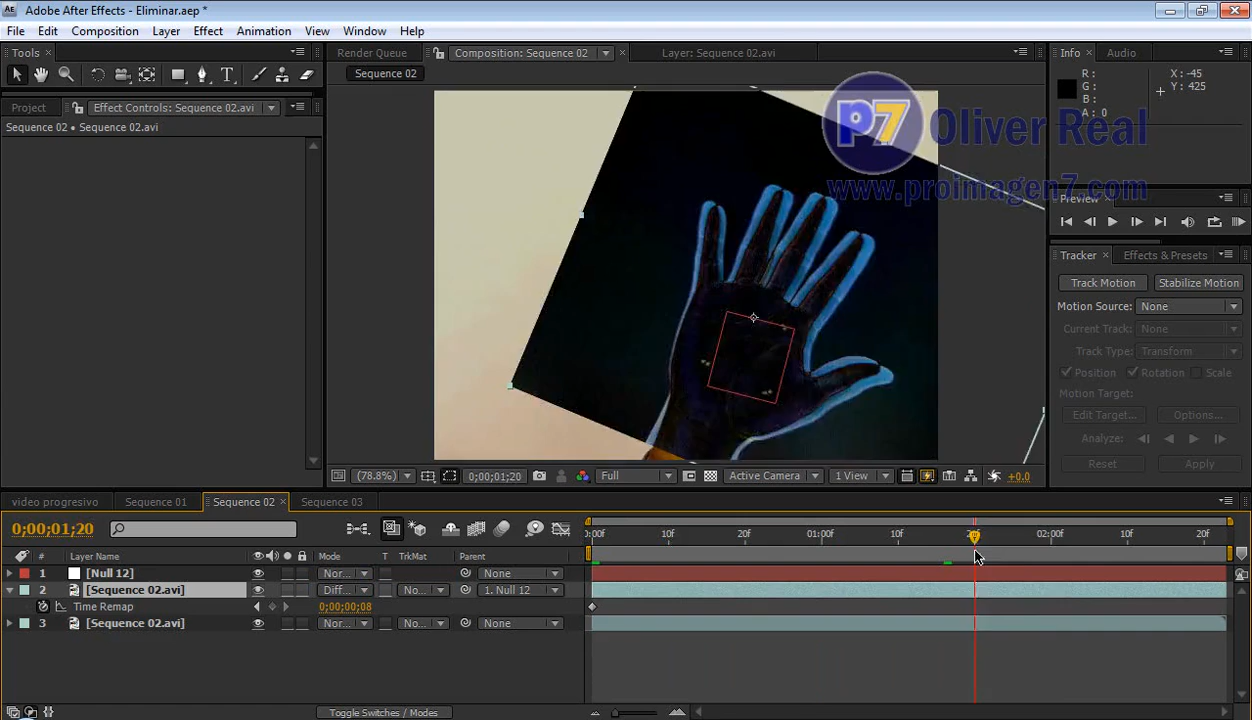 Adobe After Effects - Eliminar.aep *
File Edit Composition Layer Effect Animation View Window Help
Tools
Render Queue Composition: Sequence 02 Layer: Sequence 02.avi
Info Audio
Sequence 02
R : X : -45
G : Y : 425
B :
A : 0
Project Effect Controls: Sequence 02.avi
Sequence 02 • Sequence 02.avi
p7 Oliver Real
www.proimagen7.com
Preview
Tracker Effects & Presets
Track Motion Stabilize Motion
Motion Source: None
Current Track: None
Track Type: Transform
Position Rotation Scale
Motion Target:
Edit Target... Options...
Analyze:
Reset Apply
(78.8%) 0;00;01;20 Full Active Camera 1 View +0.0
video progresivo Sequence 01 Sequence 02 Sequence 03
0;00;01;20
:00f 10f 20f 01:00f 10f 20f 02:00f 10f 20f
# Layer Name Mode T TrkMat Parent
1 [Null 12] Nor... None
2 [Sequence 02.avi] Diff... No... 1. Null 12
Time Remap 0;00;00;08
3 [Sequence 02.avi] Nor... No... None
Toggle Switches / Modes